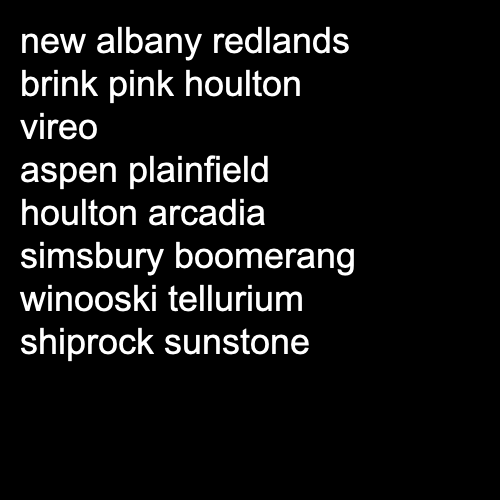 new albany redlands
brink pink houlton
vireo
aspen plainfield
houlton arcadia
simsbury boomerang
winooski tellurium
shiprock sunstone